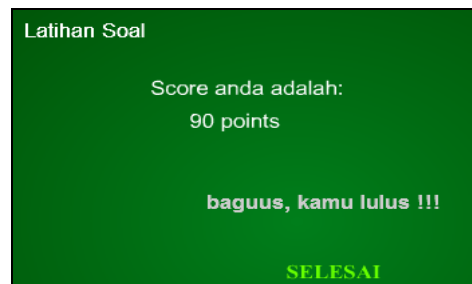 Latihan Soal
Score anda adalah:
90 points
baguus, kamu lulus !!!
SELESAI